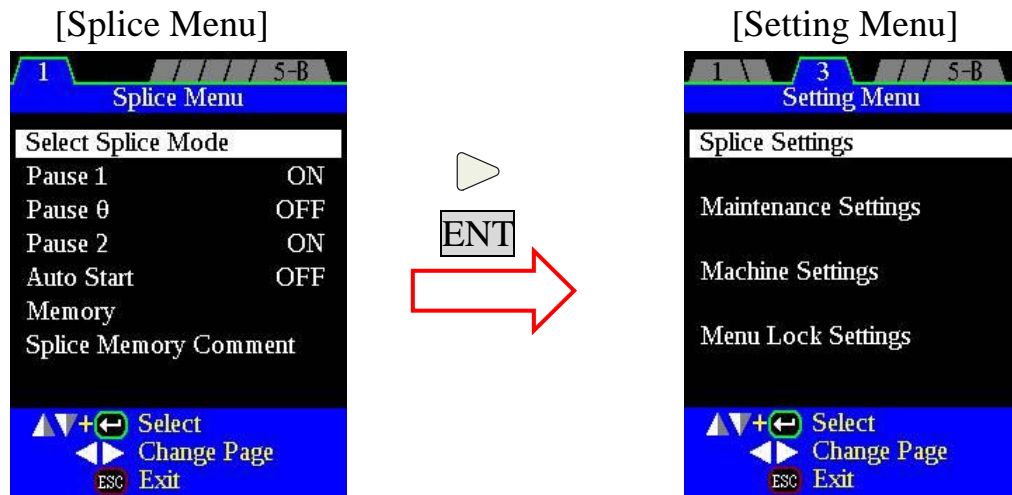 [Splice Menu]
1 5-B
Splice Menu
Select Splice Mode
Pause 1 ON
Pause θ OFF
Pause 2 ON
Auto Start OFF
Memory
Splice Memory Comment
+ Select
Change Page
ESC Exit
ENT
[Setting Menu]
1 3 5-B
Setting Menu
Splice Settings
Maintenance Settings
Machine Settings
Menu Lock Settings
+ Select
Change Page
ESC Exit